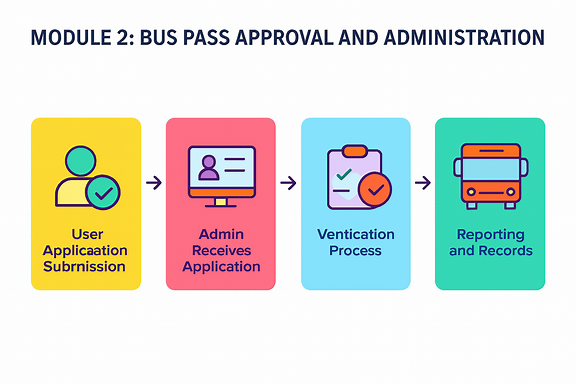 MODULE 2: BUS PASS APPROVAL AND ADMINISTRATION
User
Applicaation
Subrnission
Admin
Receives
Application
Ventication
Process
Reporting
and Records